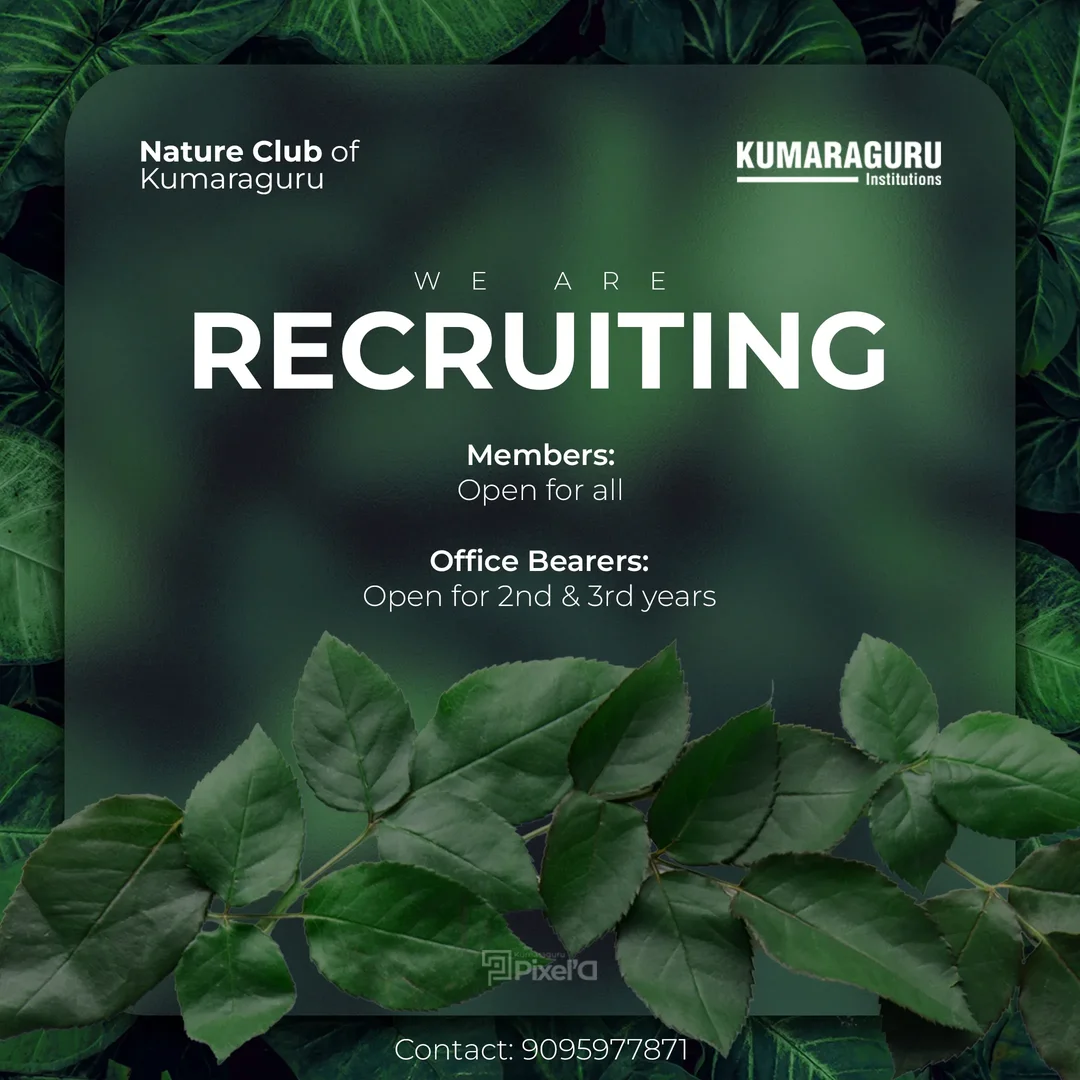 Nature Club of
Kumaraguru
KUMARAGURU
Institutions
WE ARE
RECRUITING
Members:
Open for all
Office Bearers:
Open for 2nd & 3rd years
Kumaraguru
Pixel'D
Contact: 9095977871